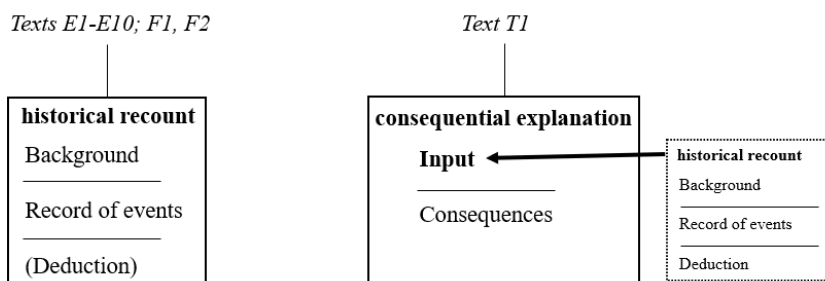 Texts E1-E10; F1, F2
historical recount
Background
Record of events
(Deduction)
Text T1
consequential explanation
Input
Consequences
historical recount
Background
Record of events
Deduction